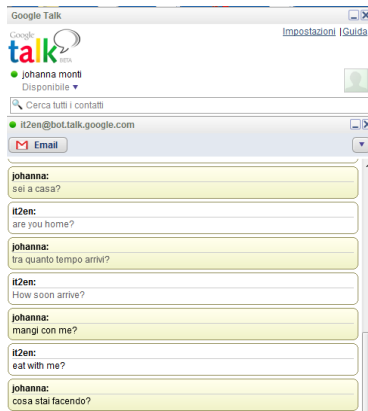 Google Talk
Impostazioni | Guida
Google
talk
BETA
johanna monti
Disponibile ▼
Cerca tutti i contatti
it2en@bot.talk.google.com
Email
johanna:
sei a casa?
it2en:
are you home?
johanna:
tra quanto tempo arrivi?
it2en:
How soon arrive?
johanna:
mangi con me?
it2en:
eat with me?
johanna:
cosa stai facendo?